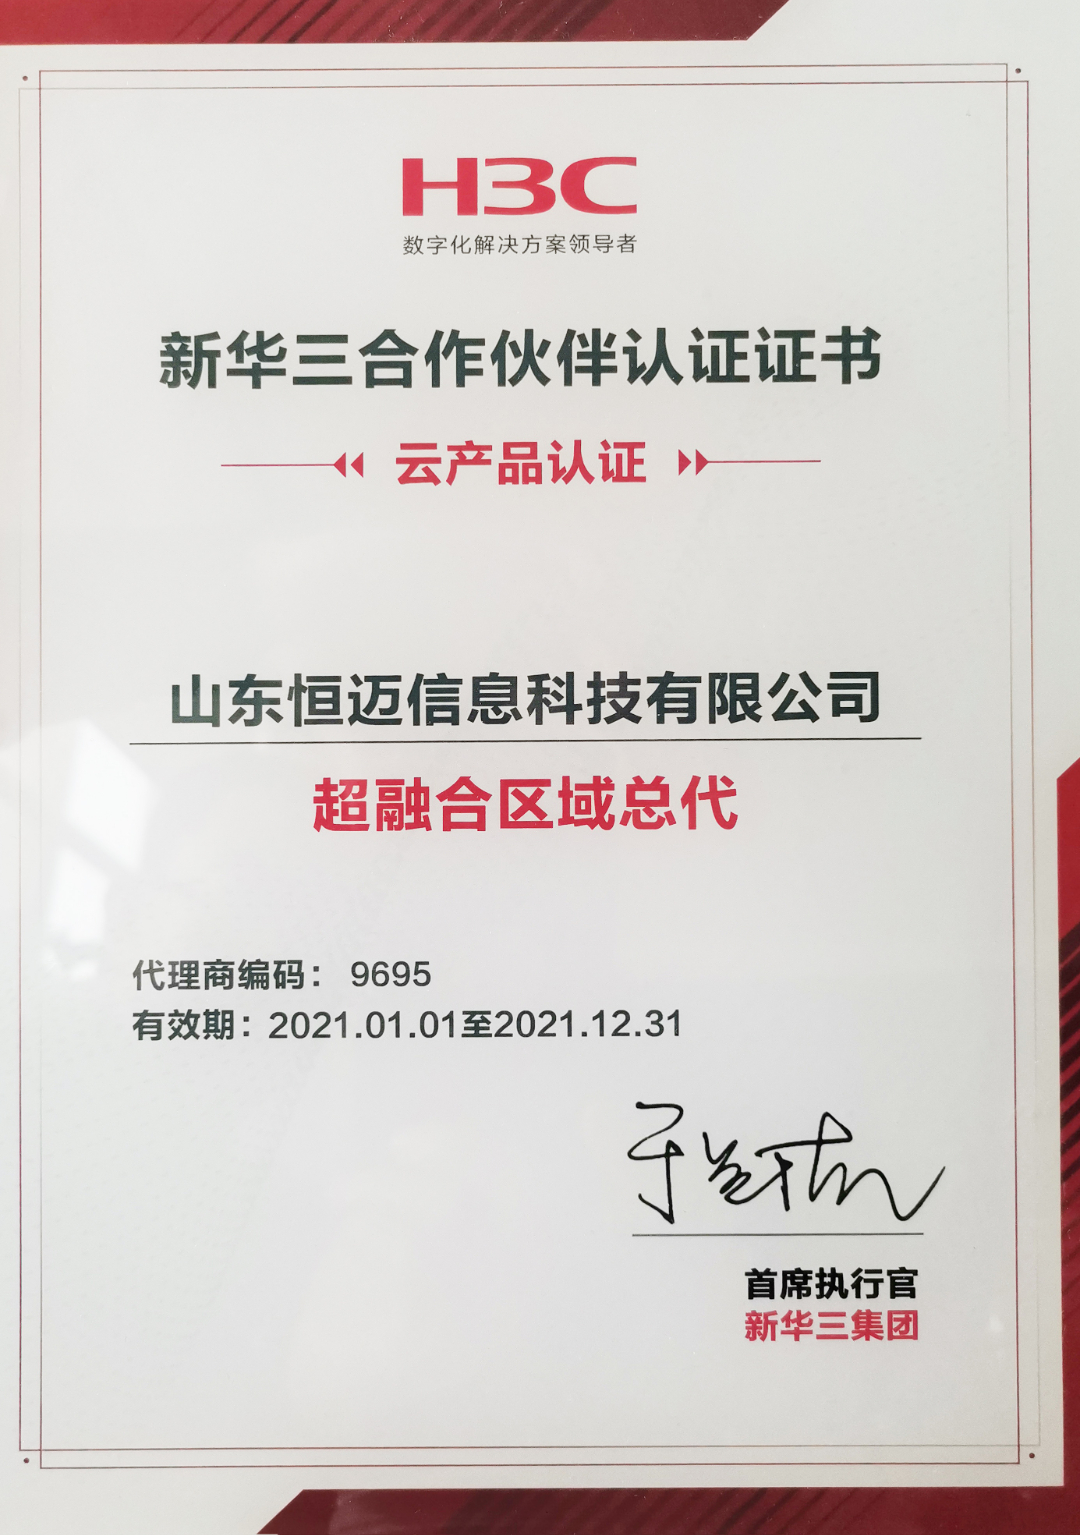 H3C
数字化解决方案领导者
新华三合作伙伴认证证书
云产品认证
山东恒迈信息科技有限公司
超融合区域总代
代理商编码： 9695
有效期：2021.01.01至2021.12.31
于英涛
首席执行官
新华三集团